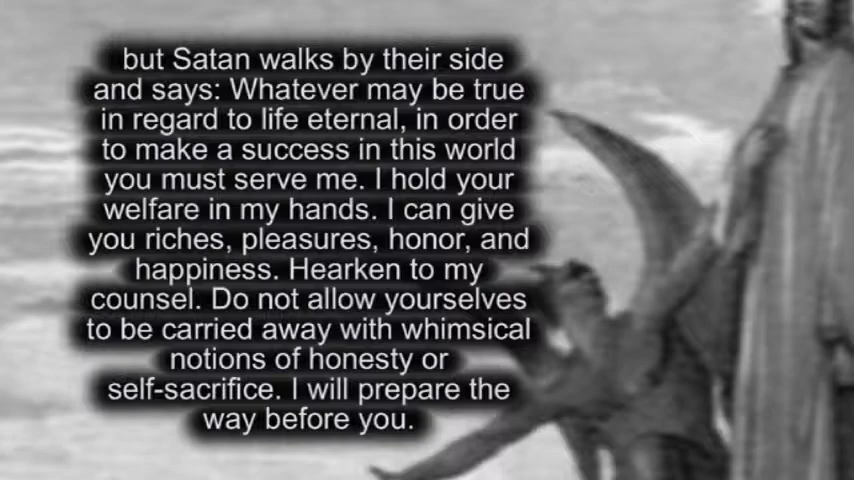 but Satan walks by their side
and says: Whatever may be true
in regard to life eternal, in order
to make a success in this world
you must serve me. I hold your
welfare in my hands. I can give
you riches, pleasures, honor, and
happiness. Hearken to my
counsel. Do not allow yourselves
to be carried away with whimsical
notions of honesty or
self-sacrifice. I will prepare the
way before you.